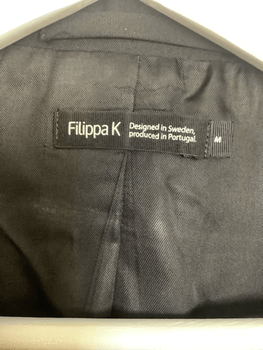 Filippa K
Designed in Sweden,
produced in Portugal.
M